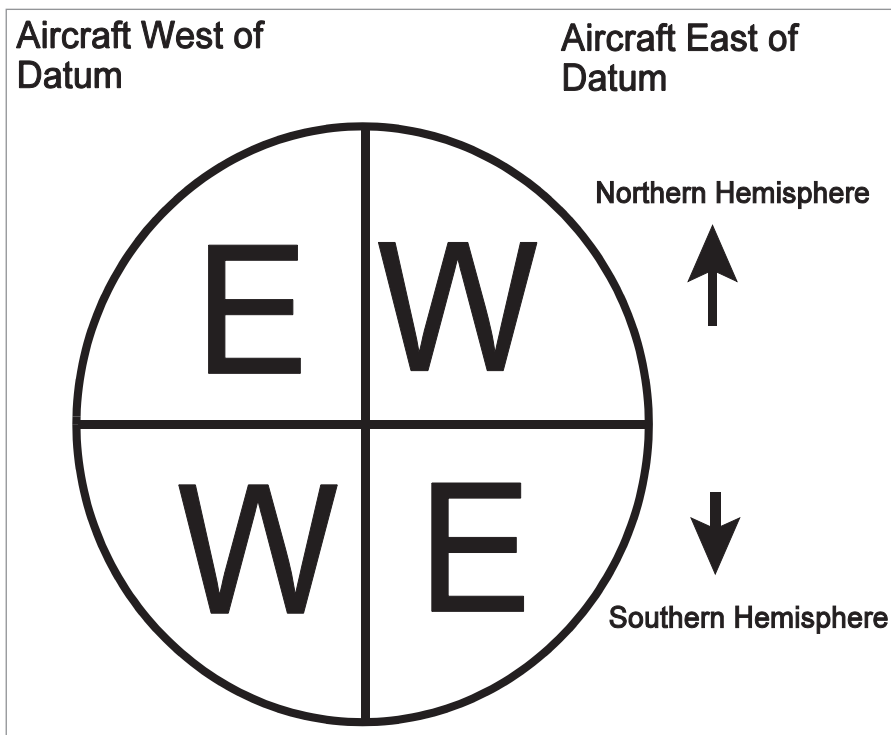 Aircraft West of
Datum
Aircraft East of
Datum
Northern Hemisphere
E W
W E
Southern Hemisphere